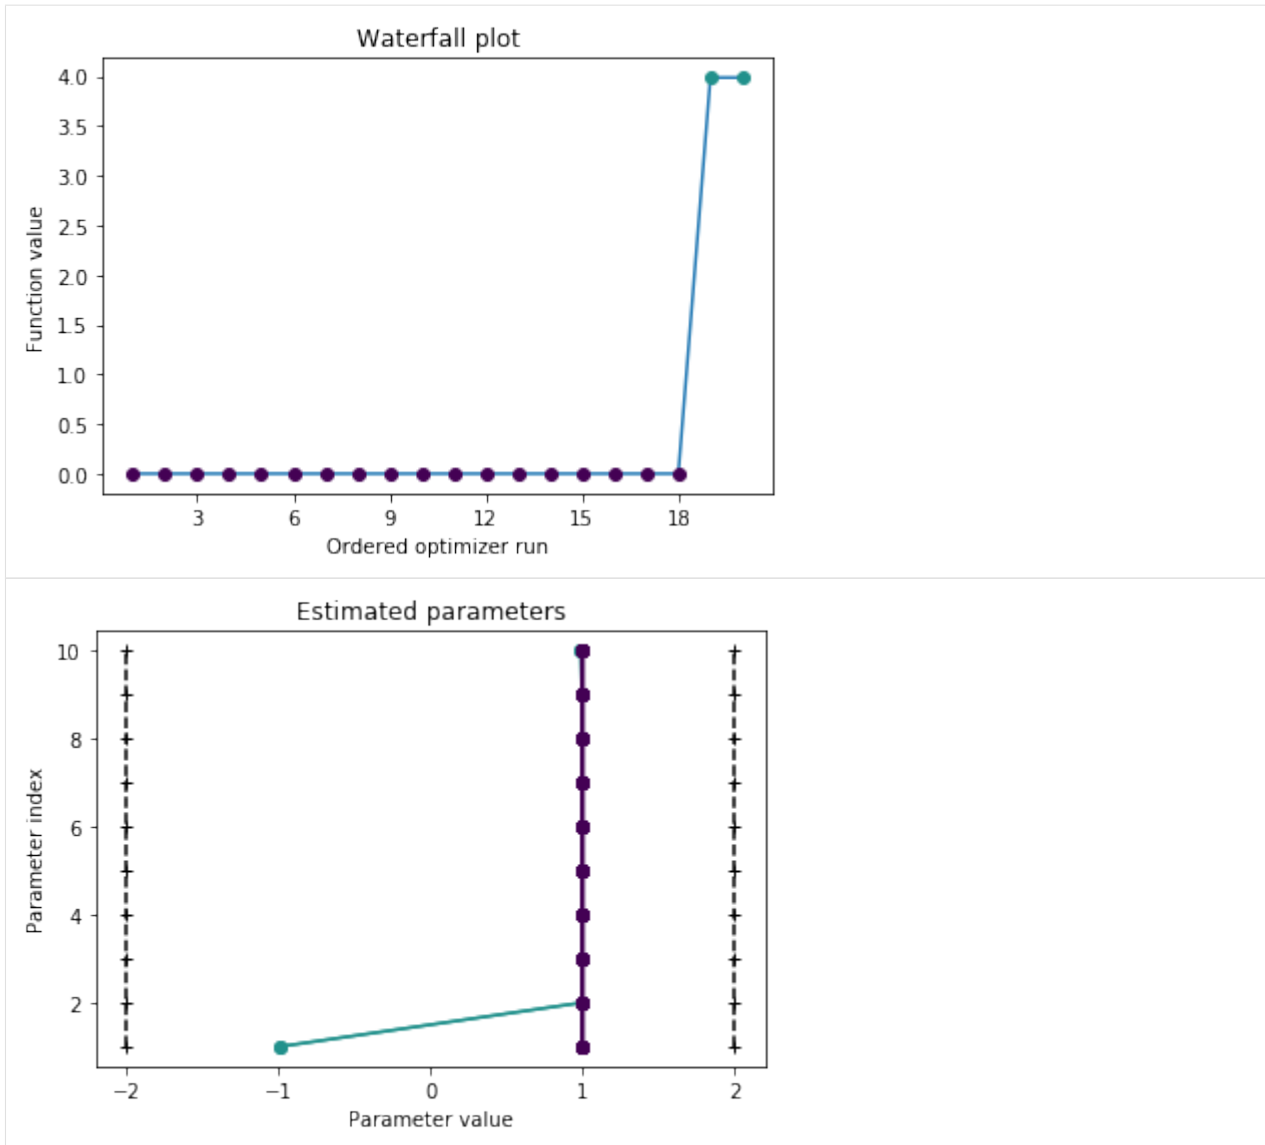 Waterfall plot
4.0
3.5
3.0
2.5
2.0
1.5
1.0
0.5
0.0
Function value
3 6 9 12 15 18
Ordered optimizer run
Estimated parameters
10
8
6
4
2
Parameter index
−2 −1 0 1 2
Parameter value